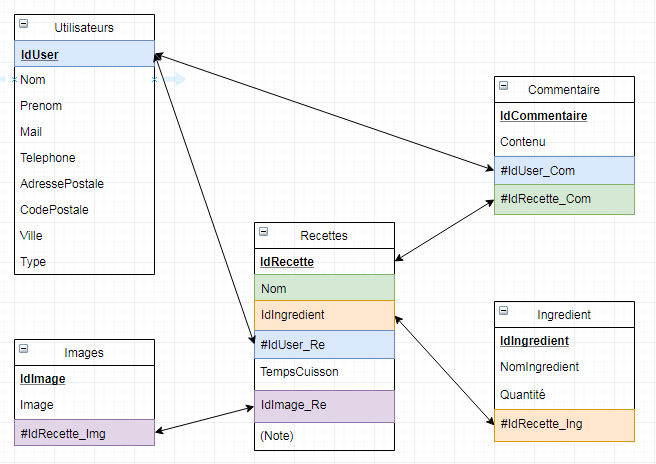 Utilisateurs
IdUser
Nom
Prenom
Mail
Telephone
AdressePostale
CodePostale
Ville
Type
Commentaire
IdCommentaire
Contenu
#IdUser_Com
#IdRecette_Com
Recettes
IdRecette
Nom
IdIngredient
#IdUser_Re
TempsCuisson
IdImage_Re
(Note)
Ingredient
IdIngredient
NomIngredient
Quantité
#IdRecette_Ing
Images
IdImage
Image
#IdRecette_Img